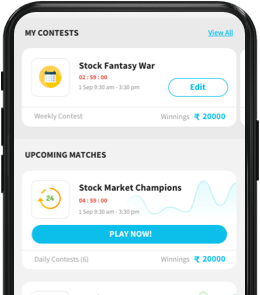 MY CONTESTS View All
Stock Fantasy War
02 : 59 : 00
1 Sep 9:30 am - 3:30 pm
Edit
Weekly Contest Winnings ₹ 20000
UPCOMING MATCHES
24
Stock Market Champions
04 : 59 : 00
1 Sep 9:30 am - 3:30 pm
PLAY NOW!
Daily Contests (6) Winnings ₹ 20000